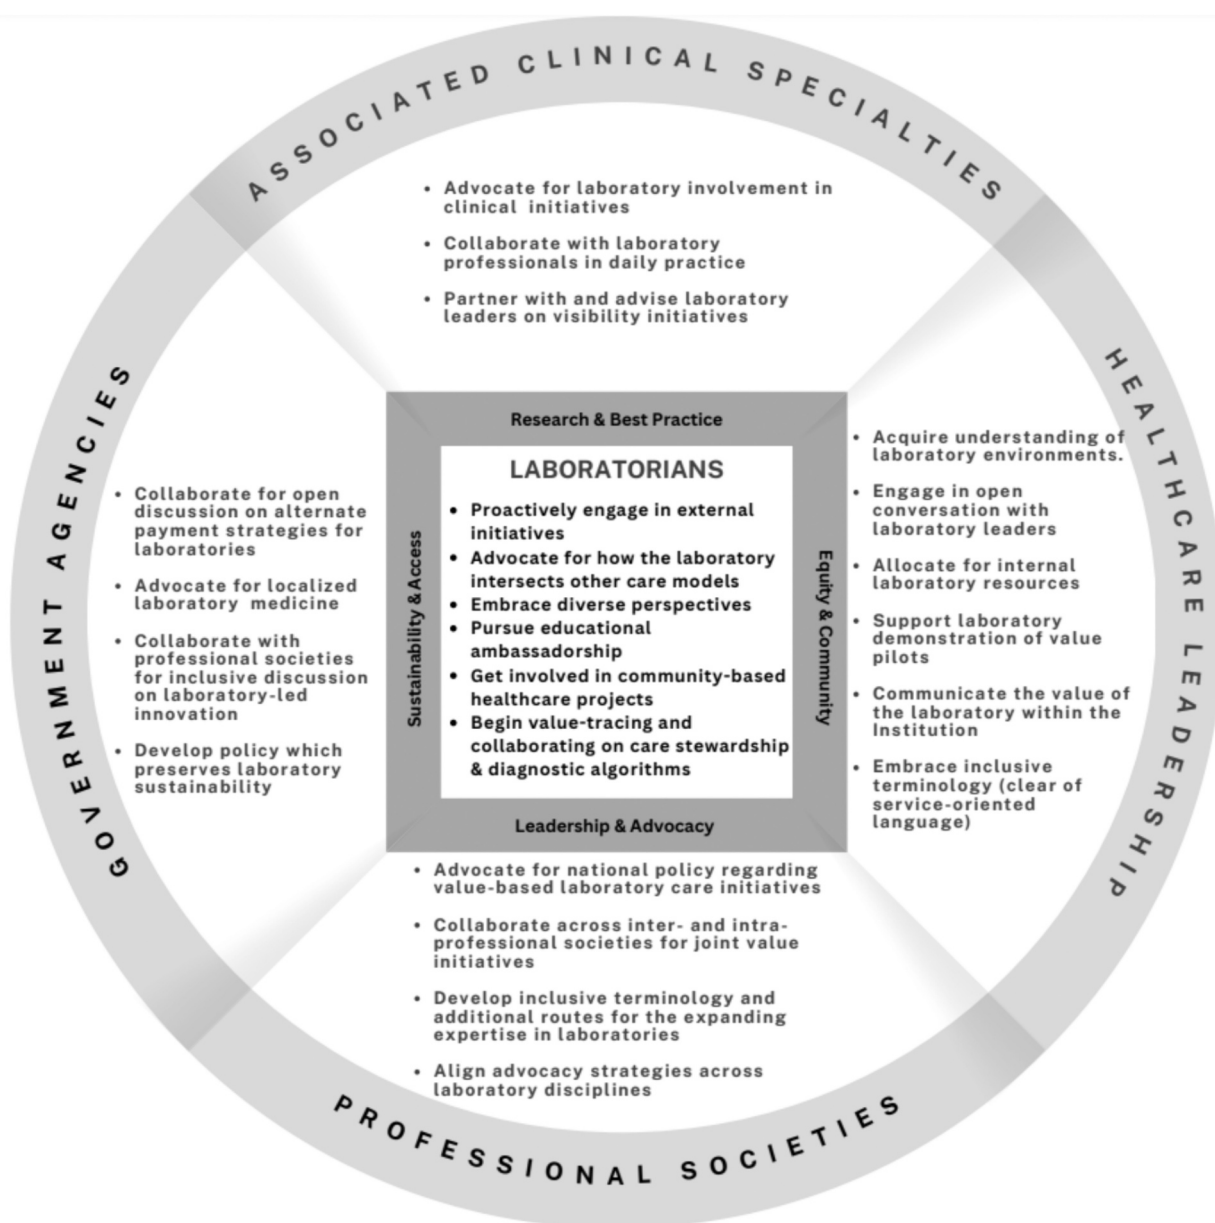 ASSOCIATED CLINICAL SPECIALTIES
• Advocate for laboratory involvement in
clinical initiatives
• Collaborate with laboratory
professionals in daily practice
• Partner with and advise laboratory
leaders on visibility initiatives
GOVERNMENT AGENCIES
• Collaborate for open
discussion on alternate
payment strategies for
laboratories
• Advocate for localized
laboratory medicine
• Collaborate with
professional societies
for inclusive discussion
on laboratory-led
innovation
• Develop policy which
preserves laboratory
sustainability
Research & Best Practice
Sustainability & Access
LABORATORIANS
• Proactively engage in external
initiatives
• Advocate for how the laboratory
intersects other care models
• Embrace diverse perspectives
• Pursue educational
ambassadorship
• Get involved in community-based
healthcare projects
• Begin value-tracing and
collaborating on care stewardship
& diagnostic algorithms
Equity & Community
Leadership & Advocacy
HEALTHCARE LEADERSHIP
• Acquire understanding of
laboratory environments.
• Engage in open
conversation with
laboratory leaders
• Allocate for internal
laboratory resources
• Support laboratory
demonstration of value
pilots
• Communicate the value of
the laboratory within the
Institution
• Embrace inclusive
terminology (clear of
service-oriented
language)
• Advocate for national policy regarding
value-based laboratory care initiatives
• Collaborate across inter- and intra-
professional societies for joint value
initiatives
• Develop inclusive terminology and
additional routes for the expanding
expertise in laboratories
• Align advocacy strategies across
laboratory disciplines
PROFESSIONAL SOCIETIES